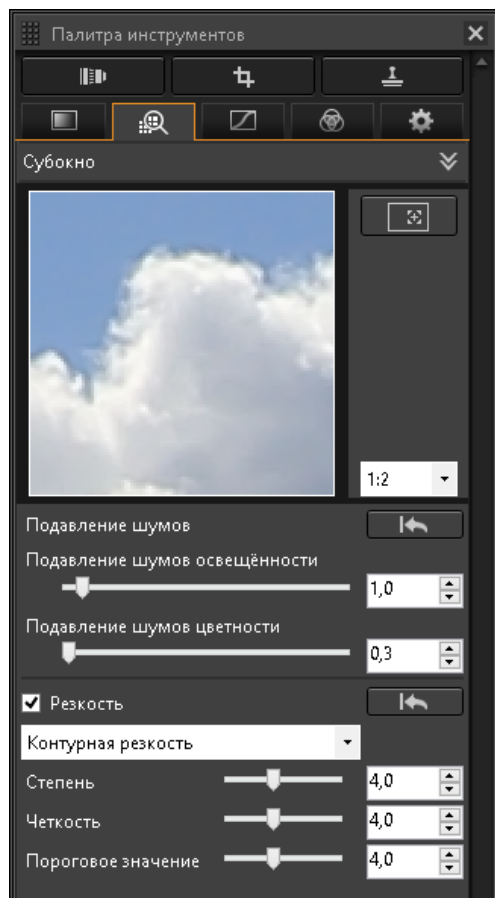 Палитра инструментов
Субокно
1:2
Подавление шумов
Подавление шумов освещённости
1,0
Подавление шумов цветности
0,3
Резкость
Контурная резкость
Степень 4,0
Четкость 4,0
Пороговое значение 4,0